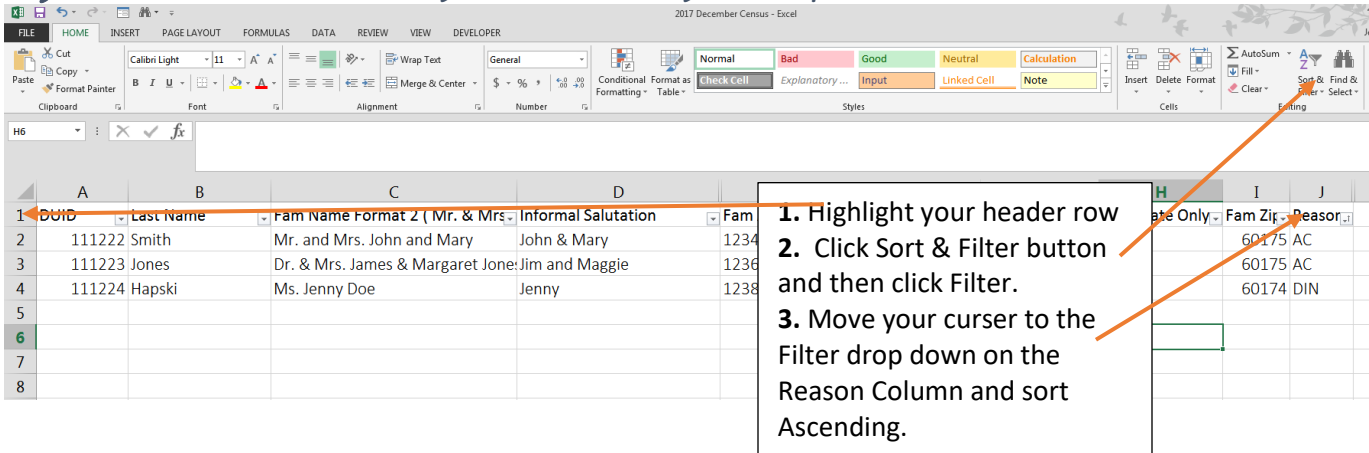 2017 December Census - Excel
FILE HOME INSERT PAGE LAYOUT FORMULAS DATA REVIEW VIEW DEVELOPER
Cut
Copy
Format Painter
Paste
Clipboard
Calibri Light 11
B I U
Font
Wrap Text
Merge & Center
Alignment
General
$ % ,
Number
Conditional Formatting
Format as Table
Normal Bad Good Neutral Calculation
Check Cell Explanatory ... Input Linked Cell Note
Styles
Insert Delete Format
Cells
AutoSum
Fill
Clear
Sort & Filter
Find & Select
Editing
H6 fx
A B C D H I J
1 DUID Last Name Fam Name Format 2 ( Mr. & Mrs Informal Salutation Fam ate Only Fam Zip Reason
2 111222 Smith Mr. and Mrs. John and Mary John & Mary 1234 60175 AC
3 111223 Jones Dr. & Mrs. James & Margaret Jone Jim and Maggie 1236 60175 AC
4 111224 Hapski Ms. Jenny Doe Jenny 1238 60174 DIN
5
6
7
8
1. Highlight your header row
2. Click Sort & Filter button
and then click Filter.
3. Move your curser to the
Filter drop down on the
Reason Column and sort
Ascending.